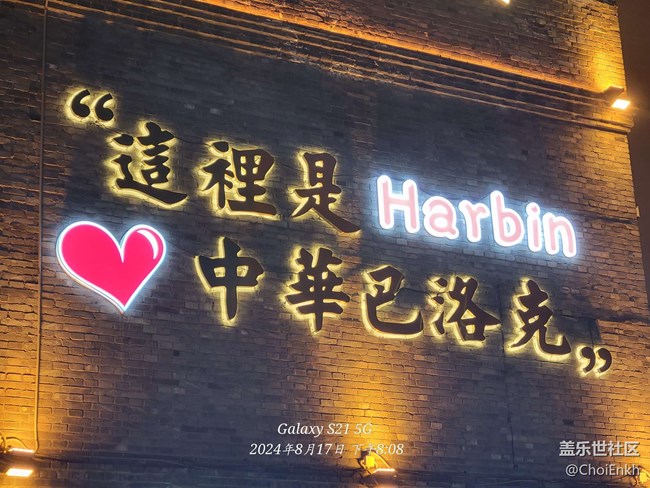 “這裡是 Harbin
中華巴洛克”
Galaxy S21 5G
2024年8月17日 下午8:08
盖乐世社区
@ChoiEnkh